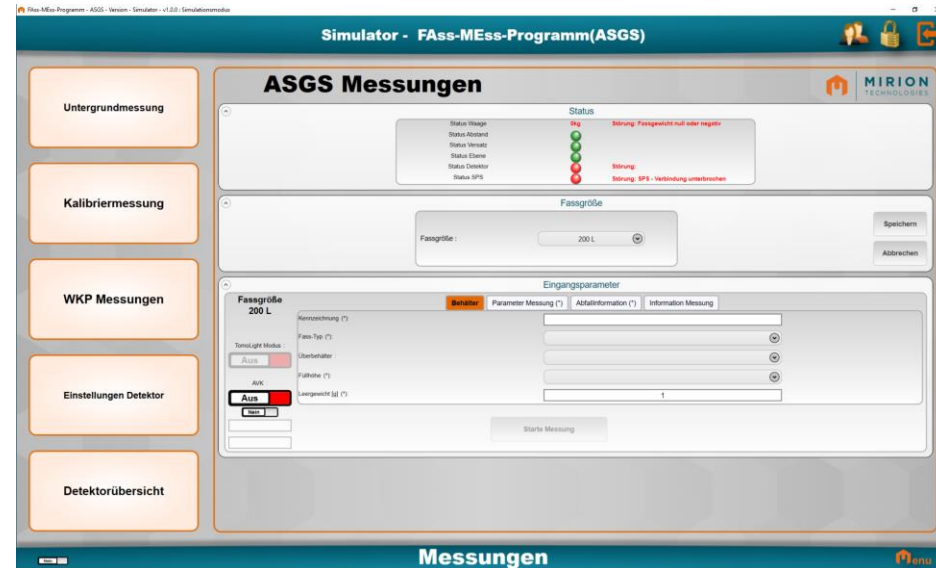 FAss-MEss-Programm - ASGS - Version - Simulator - v1.0.0 : Simulationsmodus
Simulator - FAss-MEss-Programm(ASGS)
Untergrundmessung
Kalibriermessung
WKP Messungen
Einstellungen Detektor
Detektorübersicht
ASGS Messungen
MIRION
TECHNOLOGIES
Status
Status Waage 0kg Störung: Fassgewicht null oder negativ
Status Abstand
Status Versatz
Status Ebene
Status Detektor Störung:
Status SPS Störung: SPS - Verbindung unterbrochen
Fassgröße
Fassgröße : 200 L
Speichern
Abbrechen
Eingangsparameter
Fassgröße
200 L
TomoLight Modus :
Aus
AVK
Aus
Nein
Behälter Parameter Messung (*) Abfallinformation (*) Information Messung
Kennzeichnung (*):
Fass-Typ (*):
Überbehälter :
Füllhöhe (*):
Leergewicht [g] (*): 1
Starte Messung
Nein
Messungen
Menu